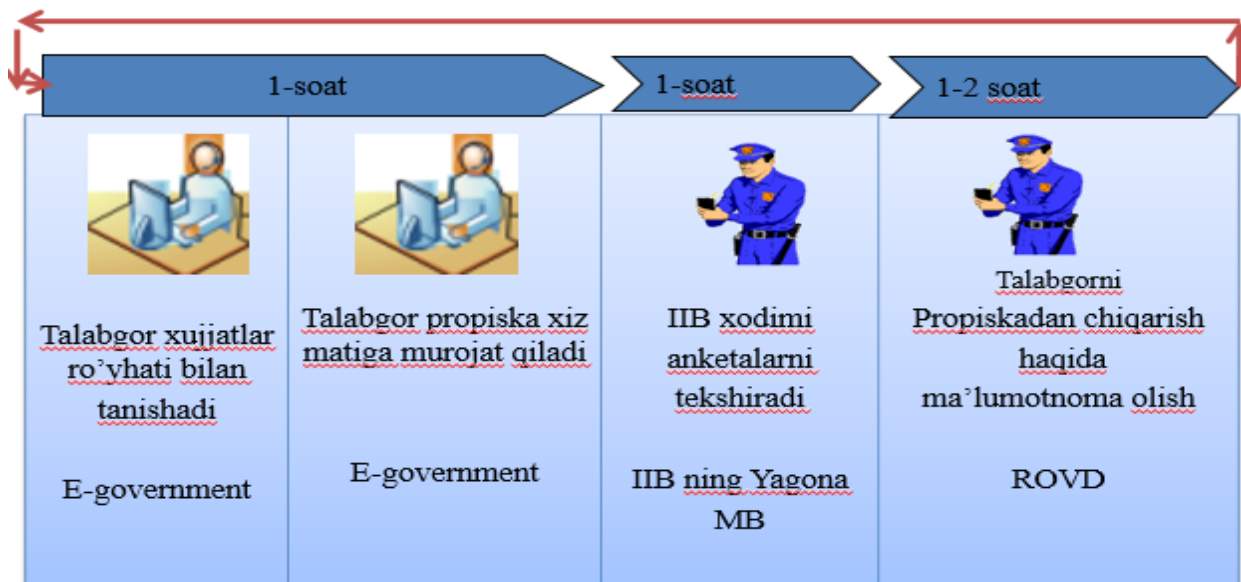 1-soat
1-soat
1-2 soat
Talabgor xujjatlar
ro’yhati bilan
tanishadi
E-government
Talabgor propiska xiz
matiga murojat qiladi
E-government
IIB xodimi
anketalarni
tekshiradi
IIB ning Yagona
MB
Talabgorni
Propiskadan chiqarish
haqida
ma’lumotnoma olish
ROVD